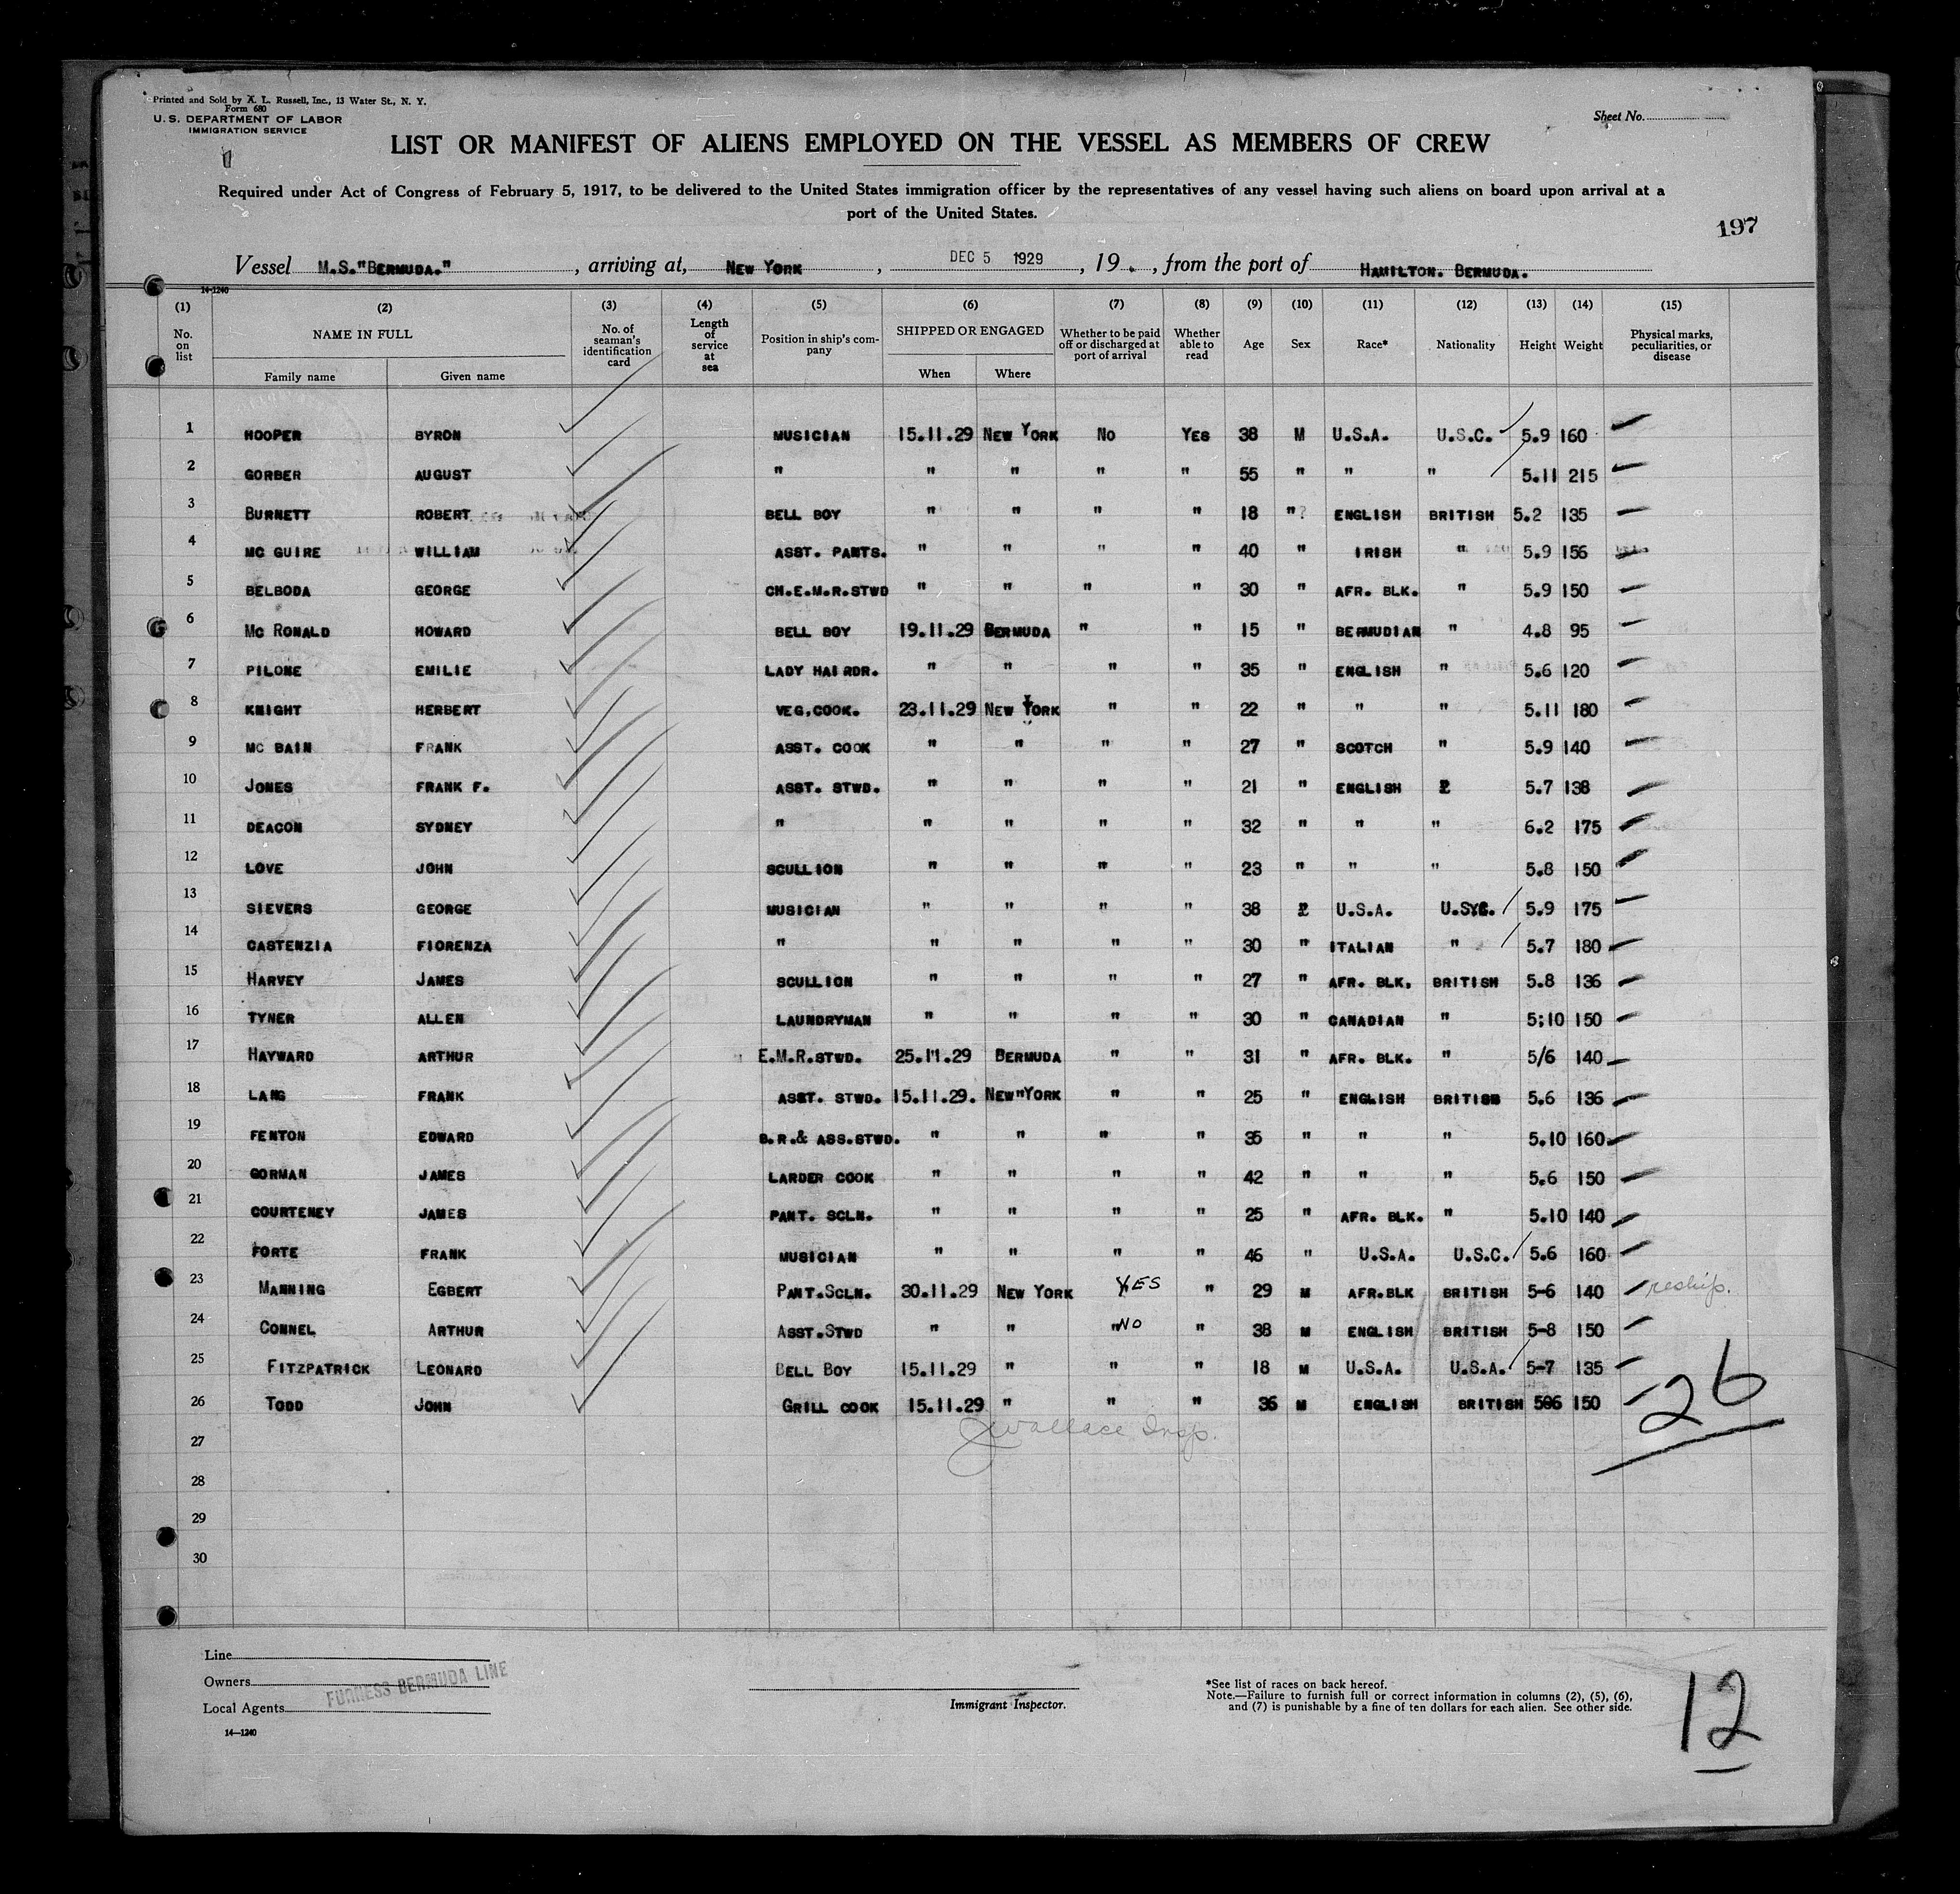 Printed and Sold by A. L. Russell, Inc., 13 Water St., N. Y.
Form 680
U. S. DEPARTMENT OF LABOR
IMMIGRATION SERVICE
Sheet No.
LIST OR MANIFEST OF ALIENS EMPLOYED ON THE VESSEL AS MEMBERS OF CREW
Required under Act of Congress of February 5, 1917, to be delivered to the United States immigration officer by the representatives of any vessel having such aliens on board upon arrival at a
port of the United States.
197
Vessel M.S."BERMUDA." , arriving at, NEW YORK , DEC 5 1929 , 19 , from the port of HAMILTON. BERMUDA.
14-1240
(1) (2) (3) (4) (5) (6) (7) (8) (9) (10) (11) (12) (13) (14) (15)
No. on list NAME IN FULL Family name Given name No. of seaman's identification card Length of service at sea Position in ship's company SHIPPED OR ENGAGED When Where Whether to be paid off or discharged at port of arrival Whether able to read Age Sex Race* Nationality Height Weight Physical marks, peculiarities, or disease
1 HOOPER BYRON MUSICIAN 15.11.29 NEW YORK NO YES 38 M U.S.A. U.S.C. 5.9 160
2 GORBER AUGUST " " " " " 55 " " " 5.11 215
3 BURNETT ROBERT BELL BOY " " " " 18 "? ENGLISH BRITISH 5.2 135
4 MC GUIRE WILLIAM ASST. PANTS. " " " " 40 " IRISH " 5.9 156
5 BELBODA GEORGE CH.E.M.R.STWD " " " " 30 " AFR. BLK. " 5.9 150
6 MC RONALD HOWARD BELL BOY 19.11.29 BERMUDA " " 15 " BERMUDIAN " 4.8 95
7 PILONE EMILIE LADY HAIRDR. " " " " 35 " ENGLISH " 5.6 120
8 KNIGHT HERBERT VEG,COOK. 23.11.29 NEW YORK " " 22 " " " 5.11 180
9 MC BAIN FRANK ASST. COOK " " " " 27 " SCOTCH " 5.9 140
10 JONES FRANK F. ASST. STWD. " " " " 21 " ENGLISH 5.7 138
11 DEACON SYDNEY " " " " " 32 " " " 6.2 175
12 LOVE JOHN SCULLION " " " " 23 " " " 5.8 150
13 SIEVERS GEORGE MUSICIAN " " " " 38 U.S.A. U.S.C. 5.9 175
14 CASTENZIA FIORENZA " " " " " 30 " ITALIAN " 5.7 180
15 HARVEY JAMES SCULLION " " " " 27 " AFR. BLK. BRITISH 5.8 136
16 TYNER ALLEN LAUNDRYMAN " " " " 30 " CANADIAN " 5;10 150
17 HAYWARD ARTHUR E.M.R.STWD. 25.11.29 BERMUDA " " 31 " AFR. BLK. " 5/6 140
18 LANG FRANK ASST. STWD. 15.11.29. NEW"YORK " " 25 " ENGLISH BRITISH 5.6 136
19 FENTON EDWARD B.R.& ASS.STWD. " " " " 35 " " " 5.10 160
20 GORMAN JAMES LARDER COOK " " " " 42 " " " 5.6 150
21 COURTENEY JAMES PANT. SCLN. " " " " 25 " AFR. BLK. " 5.10 140
22 FORTE FRANK MUSICIAN " " " " 46 " U.S.A. U.S.C. 5.6 160
23 MANNING EGBERT PANT.SCLN. 30.11.29 NEW YORK YES " 29 M AFR.BLK BRITISH 5-6 140 reship.
24 CONNEL ARTHUR ASST.STWD " " " NO " 38 M ENGLISH BRITISH 5-8 150
25 FITZPATRICK LEONARD BELL BOY 15.11.29 " " " 18 M U.S.A. U.S.A. 5-7 135
26 TODD JOHN GRILL COOK 15.11.29 " " " 36 M ENGLISH BRITISH 506 150
26
Wallace Insp.
27
28
29
30
Line
Owners
FURNESS BERMUDA LINE
Local Agents
14—1240
Immigrant Inspector.
*See list of races on back hereof.
Note.—Failure to furnish full or correct information in columns (2), (5), (6),
and (7) is punishable by a fine of ten dollars for each alien. See other side.
12